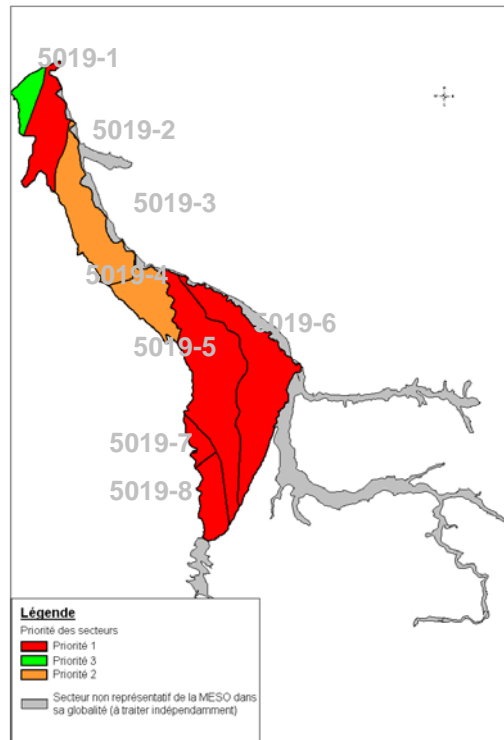 5019-1
5019-2
5019-3
5019-4
5019-6
5019-5
5019-7
5019-8
Légende
Priorité des secteurs
Priorité 1
Priorité 3
Priorité 2
Secteur non représentatif de la MESO dans
sa globalité (à traiter indépendamment)